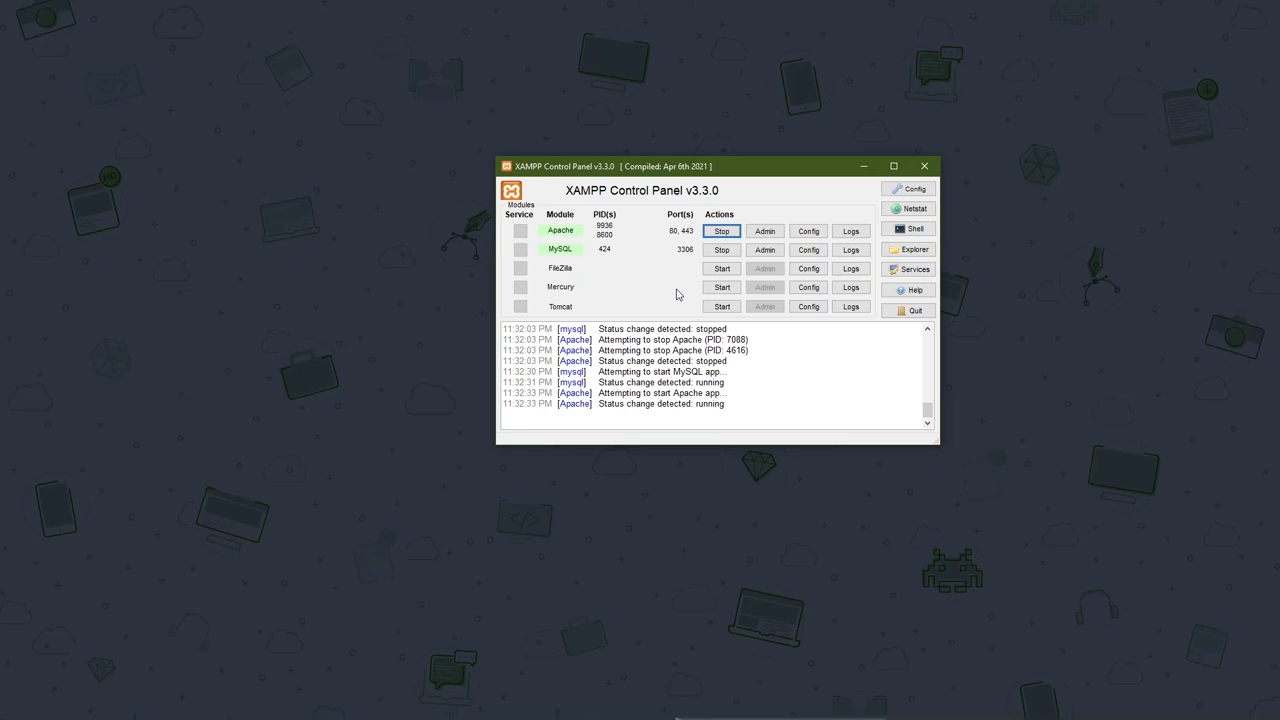 XAMPP Control Panel v3.3.0 [ Compiled: Apr 6th 2021 ]
XAMPP Control Panel v3.3.0
Config
Modules
Service Module PID(s) Port(s) Actions
Netstat
Apache 9936 8600 80, 443 Stop Admin Config Logs
Shell
MySQL 424 3306 Stop Admin Config Logs
Explorer
FileZilla Start Admin Config Logs
Services
Mercury Start Admin Config Logs
Help
Tomcat Start Admin Config Logs
Quit
11:32:03 PM [mysql] Status change detected: stopped
11:32:03 PM [Apache] Attempting to stop Apache (PID: 7088)
11:32:03 PM [Apache] Attempting to stop Apache (PID: 4616)
11:32:03 PM [Apache] Status change detected: stopped
11:32:30 PM [mysql] Attempting to start MySQL app...
11:32:31 PM [mysql] Status change detected: running
11:32:33 PM [Apache] Attempting to start Apache app...
11:32:33 PM [Apache] Status change detected: running
HD